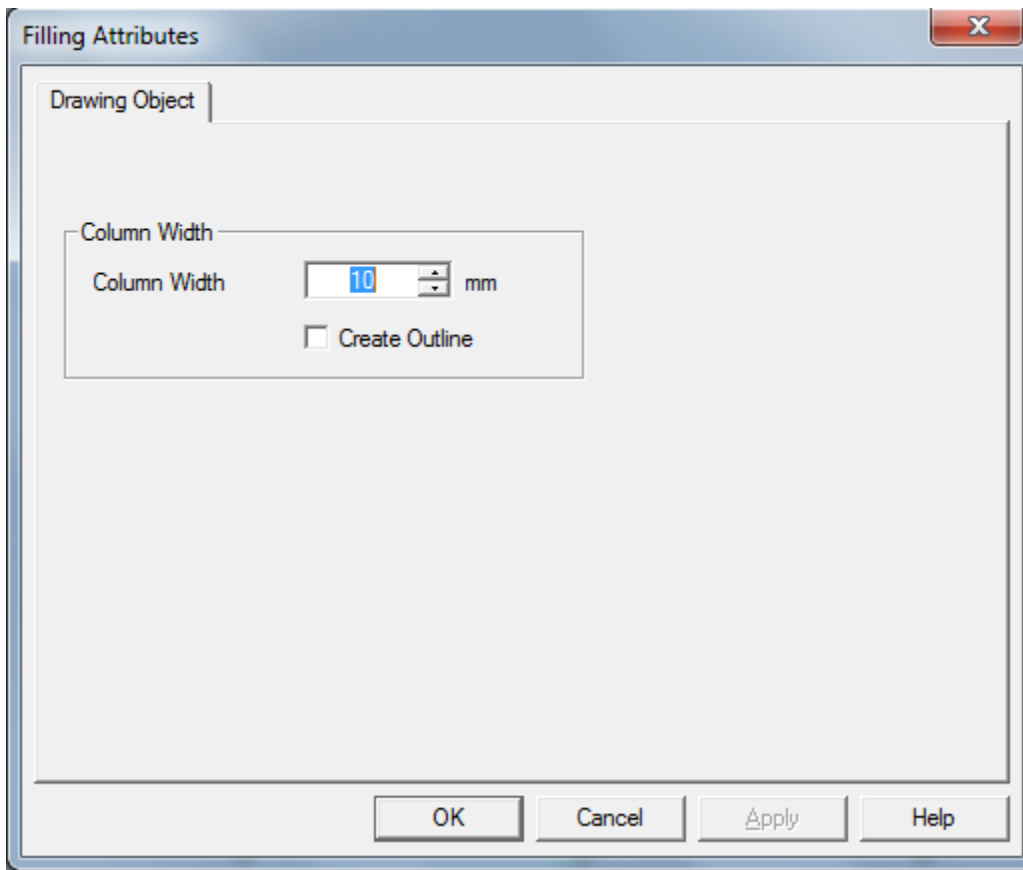 Filling Attributes
Drawing Object
Column Width
Column Width 10 mm
Create Outline
OK Cancel Apply Help